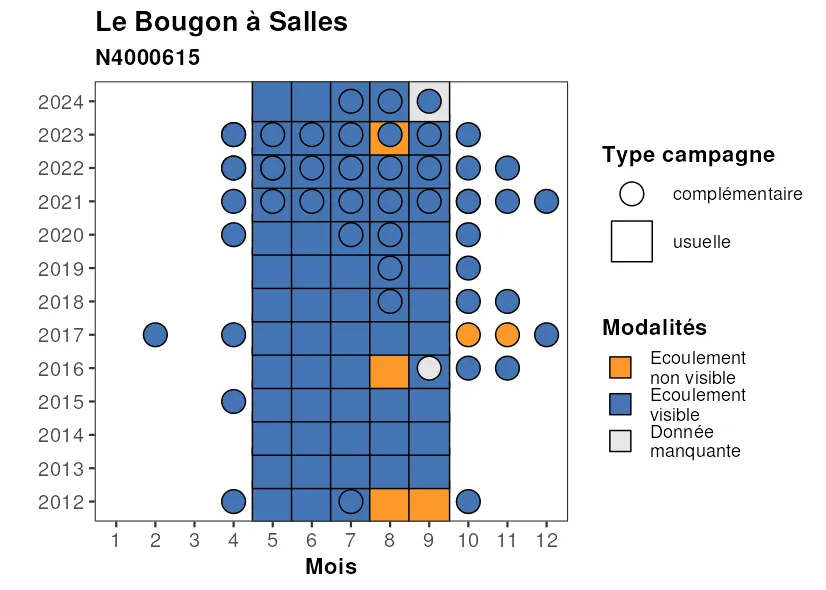 Le Bougon à Salles
N4000615
2024
2023
2022
2021
2020
2019
2018
2017
2016
2015
2014
2013
2012
1 2 3 4 5 6 7 8 9 10 11 12
Mois
Type campagne
complémentaire
usuelle
Modalités
Ecoulement
non visible
Ecoulement
visible
Donnée
manquante